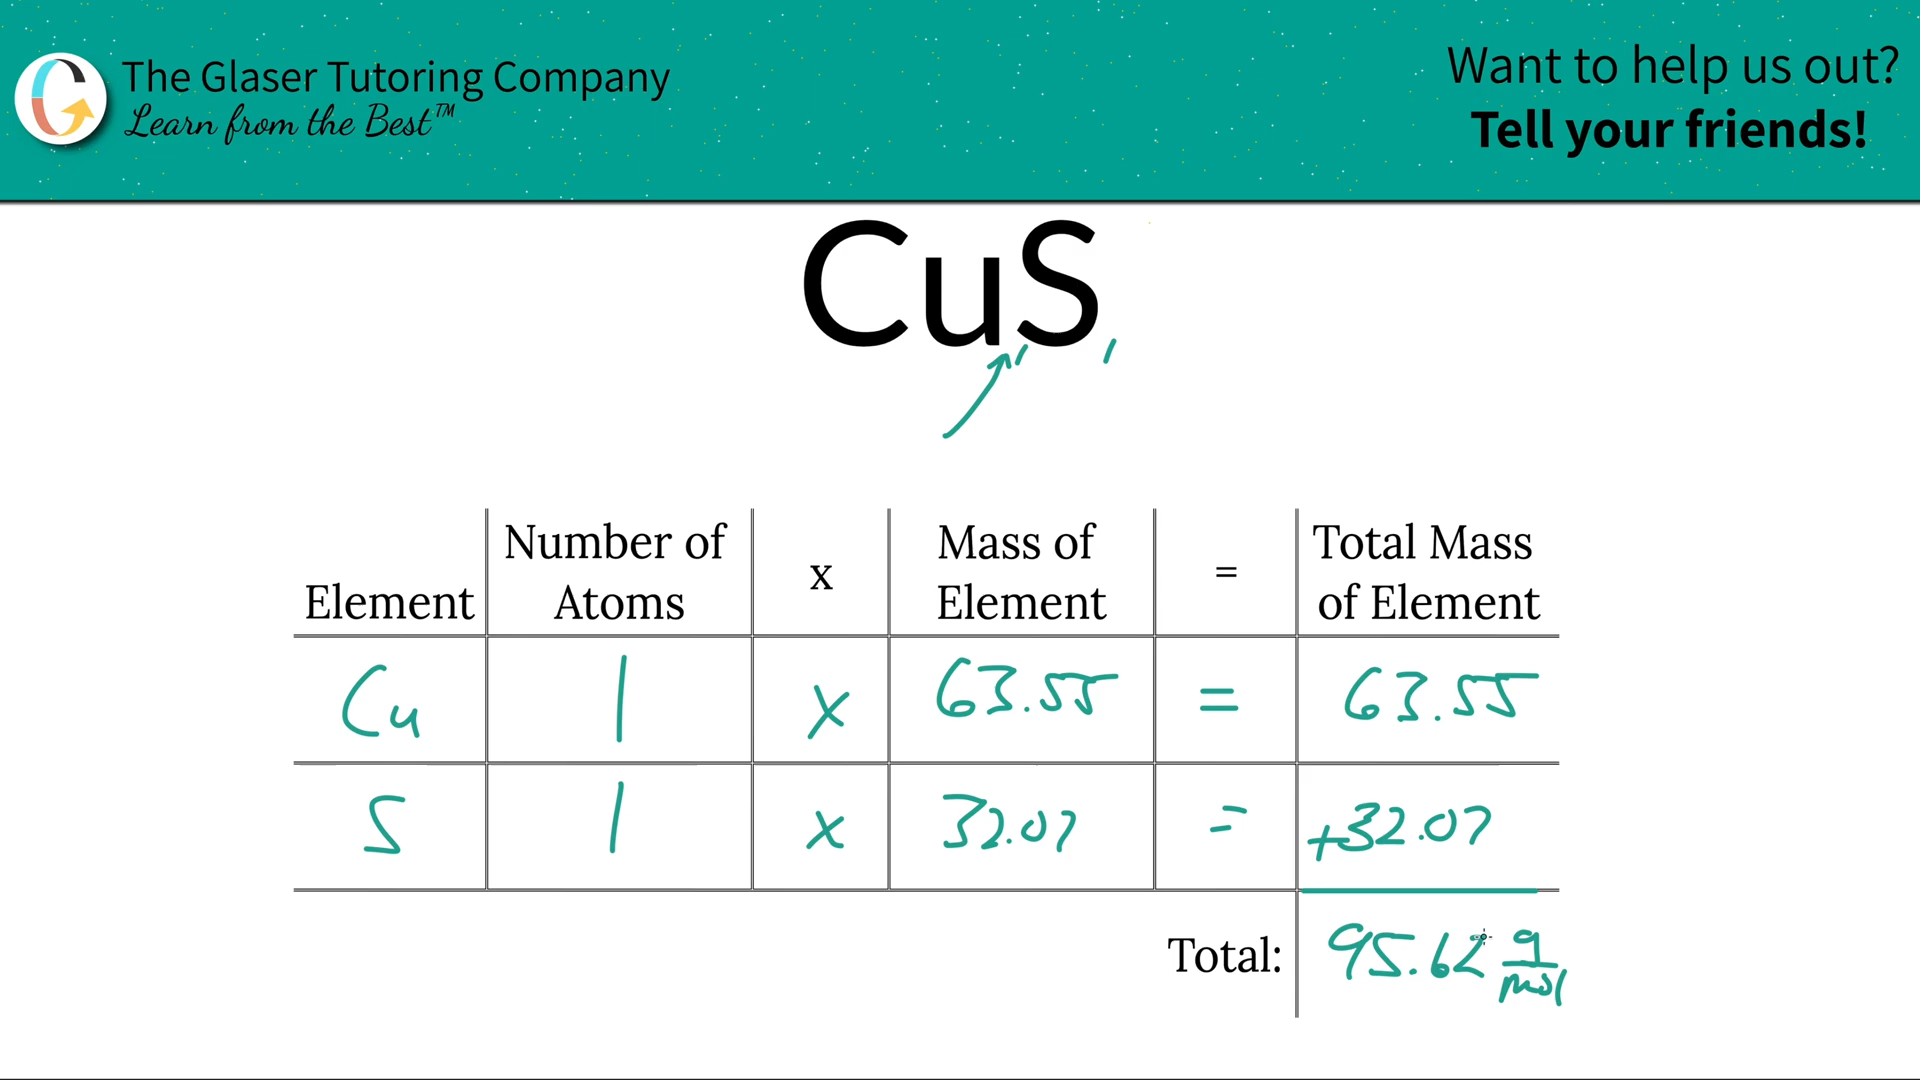 The Glaser Tutoring Company
Learn from the Best™
Want to help us out?
Tell your friends!
CuS
1 1
Element Number of Atoms x Mass of Element = Total Mass of Element
Cu 1 x 63.55 = 63.55
S 1 x 32.07 = +32.07
Total: 95.62 g/mol